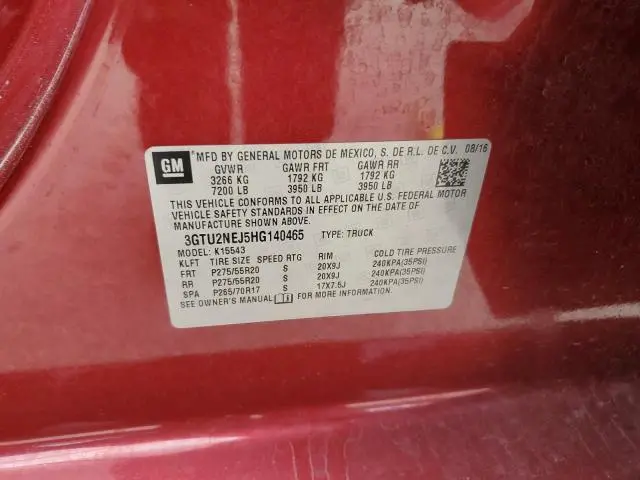 GM
*MFD BY GENERAL MOTORS DE MEXICO, S. DE R.L. DE C.V. 08/16
GVWR GAWR FRT GAWR RR
3266 KG 1792 KG 1792 KG
7200 LB 3950 LB 3950 LB
THIS VEHICLE CONFORMS TO ALL APPLICABLE U.S. FEDERAL MOTOR
VEHICLE SAFETY STANDARDS IN EFFECT ON THE DATE OF
MANUFACTURE SHOWN ABOVE.
3GTU2NEJ5HG140465 TYPE: TRUCK
MODEL: K15543
KLFT TIRE SIZE SPEED RTG RIM COLD TIRE PRESSURE
FRT P275/55R20 S 20X9J 240KPA(35PSI)
RR P275/55R20 S 20X9J 240KPA(35PSI)
SPA P265/70R17 S 17X7.5J 240KPA(35PSI)
SEE OWNER'S MANUAL FOR MORE INFORMATION.